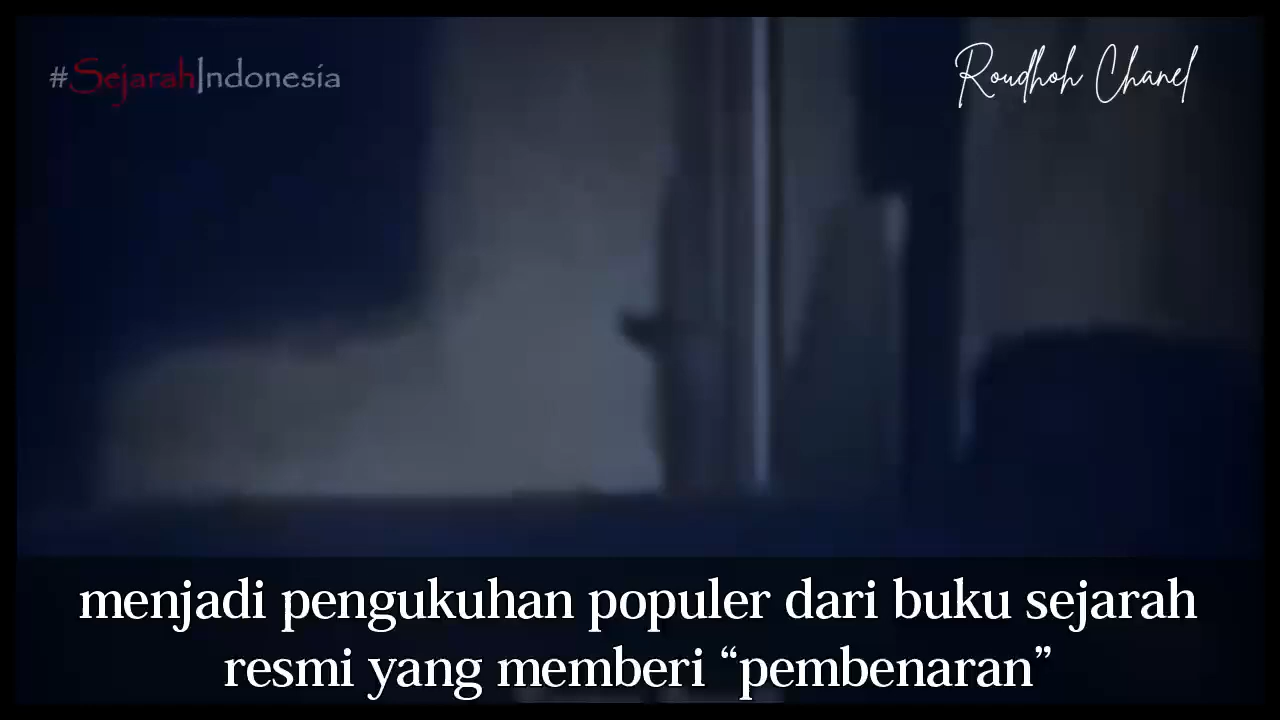 #SejarahIndonesia
Roudhoh Chanel
menjadi pengukuhan populer dari buku sejarah
resmi yang memberi “pembenaran”